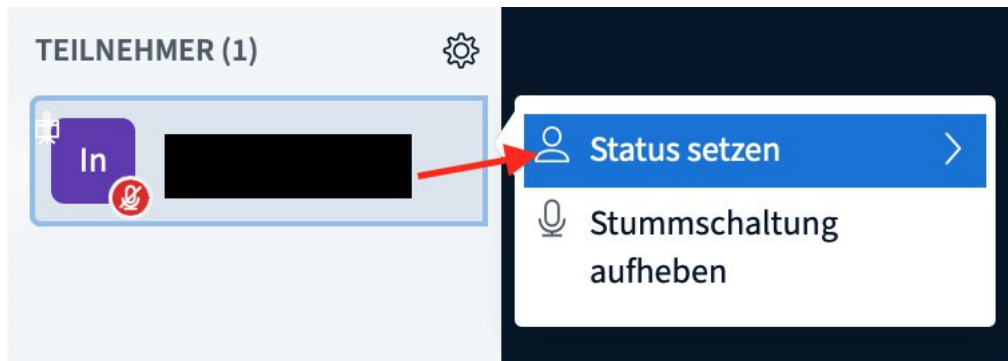 TEILNEHMER (1)
In
Status setzen
Stummschaltung
aufheben